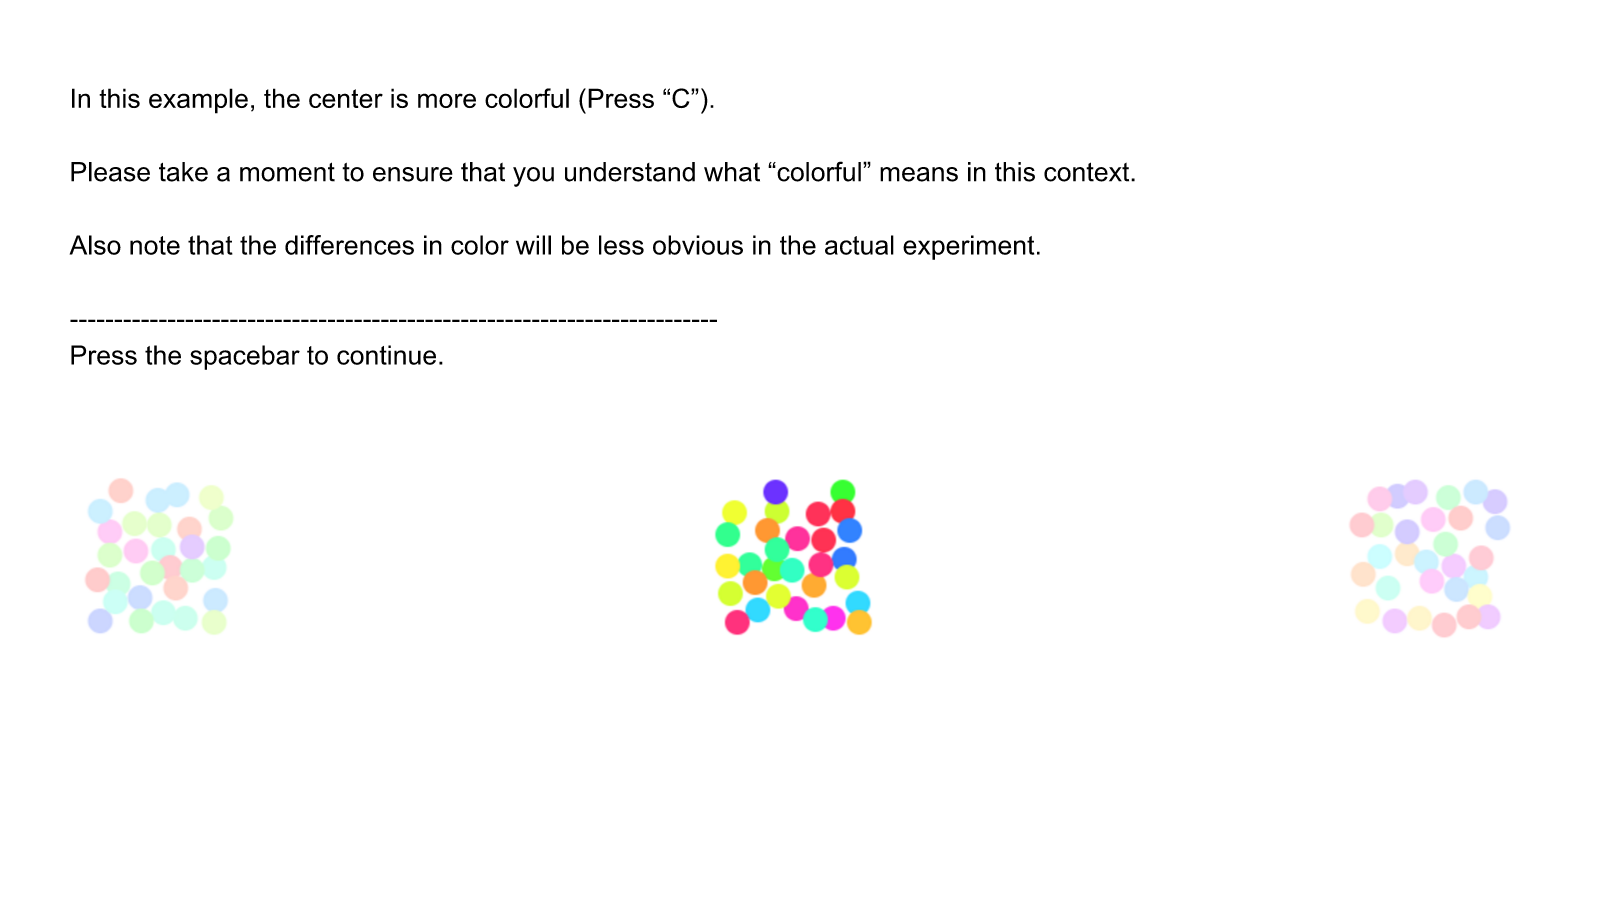 In this example, the center is more colorful (Press “C”).
Please take a moment to ensure that you understand what “colorful” means in this context.
Also note that the differences in color will be less obvious in the actual experiment.
-------------------------------------------------------------------------
Press the spacebar to continue.